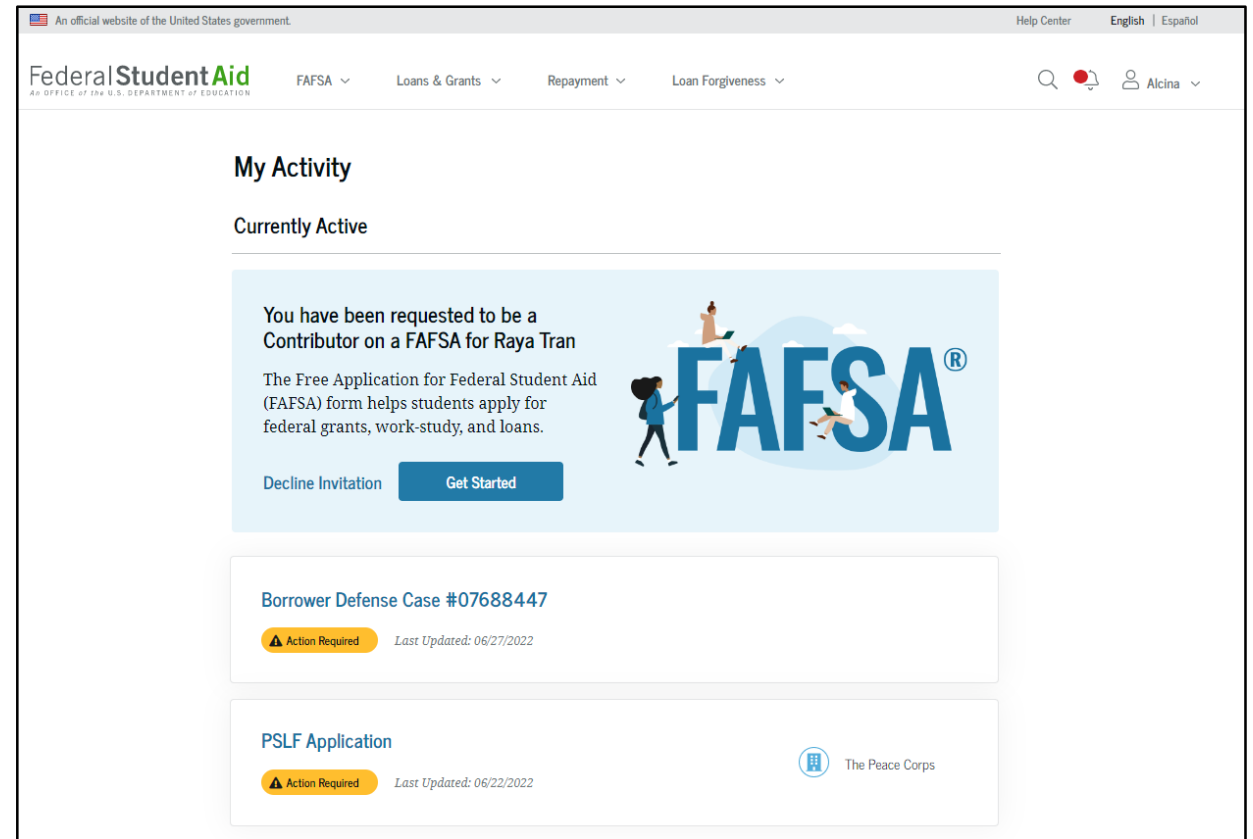 An official website of the United States government.
Help Center English | Español
Federal Student Aid
An OFFICE of the U.S. DEPARTMENT of EDUCATION
FAFSA Loans & Grants Repayment Loan Forgiveness Alcina
My Activity
Currently Active
You have been requested to be a
Contributor on a FAFSA for Raya Tran
The Free Application for Federal Student Aid
(FAFSA) form helps students apply for
federal grants, work-study, and loans.
Decline Invitation Get Started
FAFSA®
Borrower Defense Case #07688447
Action Required Last Updated: 06/27/2022
PSLF Application
Action Required Last Updated: 06/22/2022
The Peace Corps